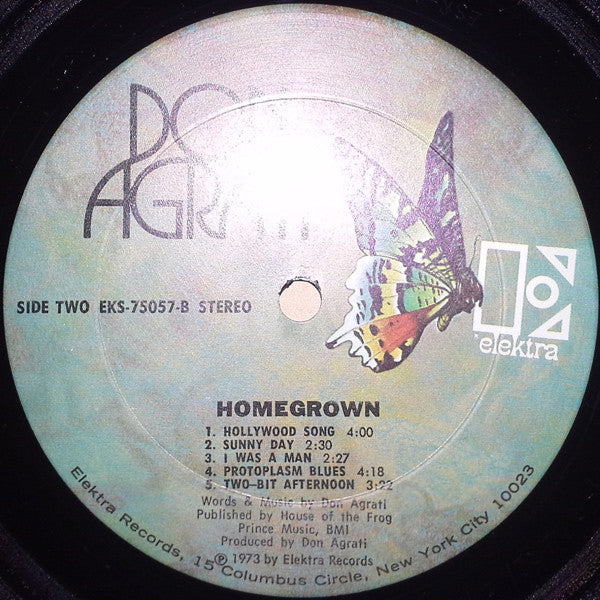 DON
AGRATI
SIDE TWO EKS-75057-B STEREO
elektra
HOMEGROWN
1. HOLLYWOOD SONG 4:00
2. SUNNY DAY 2:30
3. I WAS A MAN 2:27
4. PROTOPLASM BLUES 4:18
5. TWO-BIT AFTERNOON 3:22
Words & Music by Don Agrati
Published by House of the Frog
Prince Music, BMI
Produced by Don Agrati
℗ 1973 by Elektra Records
Elektra Records, 15 Columbus Circle, New York City 10023